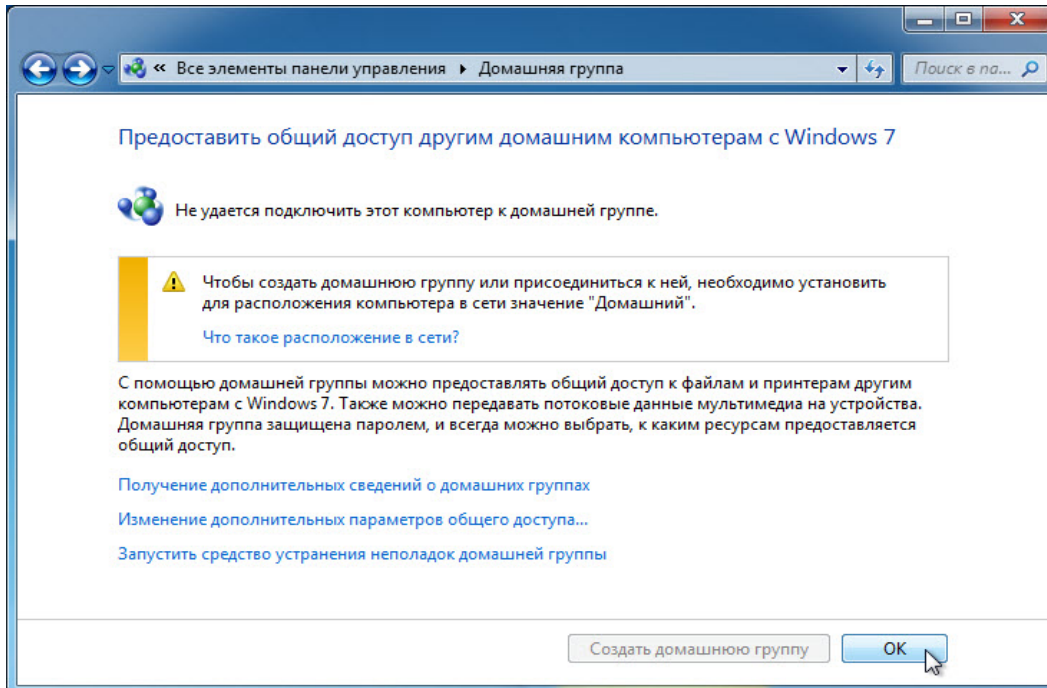 « Все элементы панели управления ▸ Домашняя группа
Поиск в па...
Предоставить общий доступ другим домашним компьютерам с Windows 7
Не удается подключить этот компьютер к домашней группе.
Чтобы создать домашнюю группу или присоединиться к ней, необходимо установить
для расположения компьютера в сети значение "Домашний".
Что такое расположение в сети?
С помощью домашней группы можно предоставлять общий доступ к файлам и принтерам другим
компьютерам с Windows 7. Также можно передавать потоковые данные мультимедиа на устройства.
Домашняя группа защищена паролем, и всегда можно выбрать, к каким ресурсам предоставляется
общий доступ.
Получение дополнительных сведений о домашних группах
Изменение дополнительных параметров общего доступа...
Запустить средство устранения неполадок домашней группы
Создать домашнюю группу
ОК